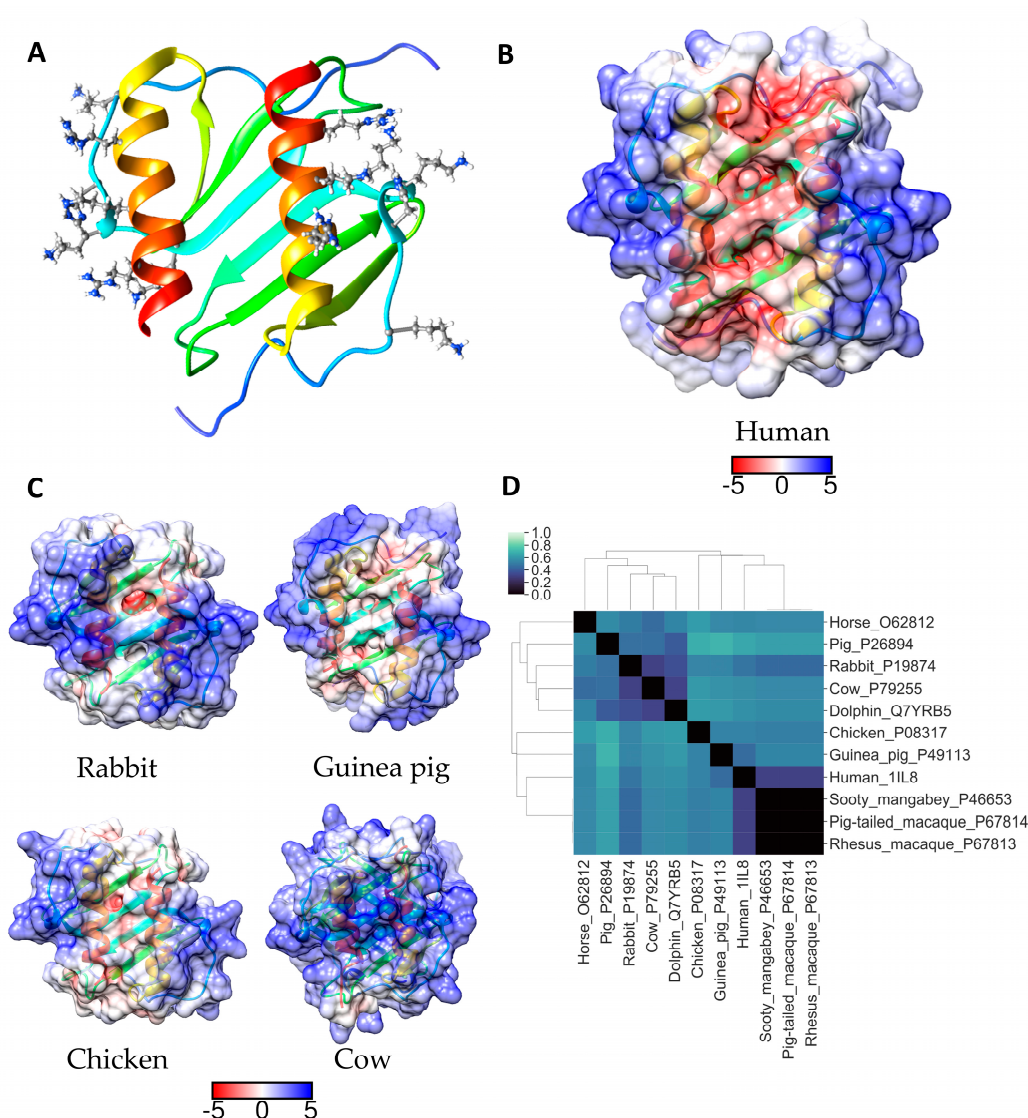 A
B
Human
-5 0 5
C
D
Rabbit
Guinea pig
Chicken
Cow
-5 0 5
1.0
0.8
0.6
0.4
0.2
0.0
Horse_O62812
Pig_P26894
Rabbit_P19874
Cow_P79255
Dolphin_Q7YRB5
Chicken_P08317
Guinea_pig_P49113
Human_1IL8
Sooty_mangabey_P46653
Pig-tailed_macaque_P67814
Rhesus_macaque_P67813
Horse_O62812
Pig_P26894
Rabbit_P19874
Cow_P79255
Dolphin_Q7YRB5
Chicken_P08317
Guinea_pig_P49113
Human_1IL8
Sooty_mangabey_P46653
Pig-tailed_macaque_P67814
Rhesus_macaque_P67813